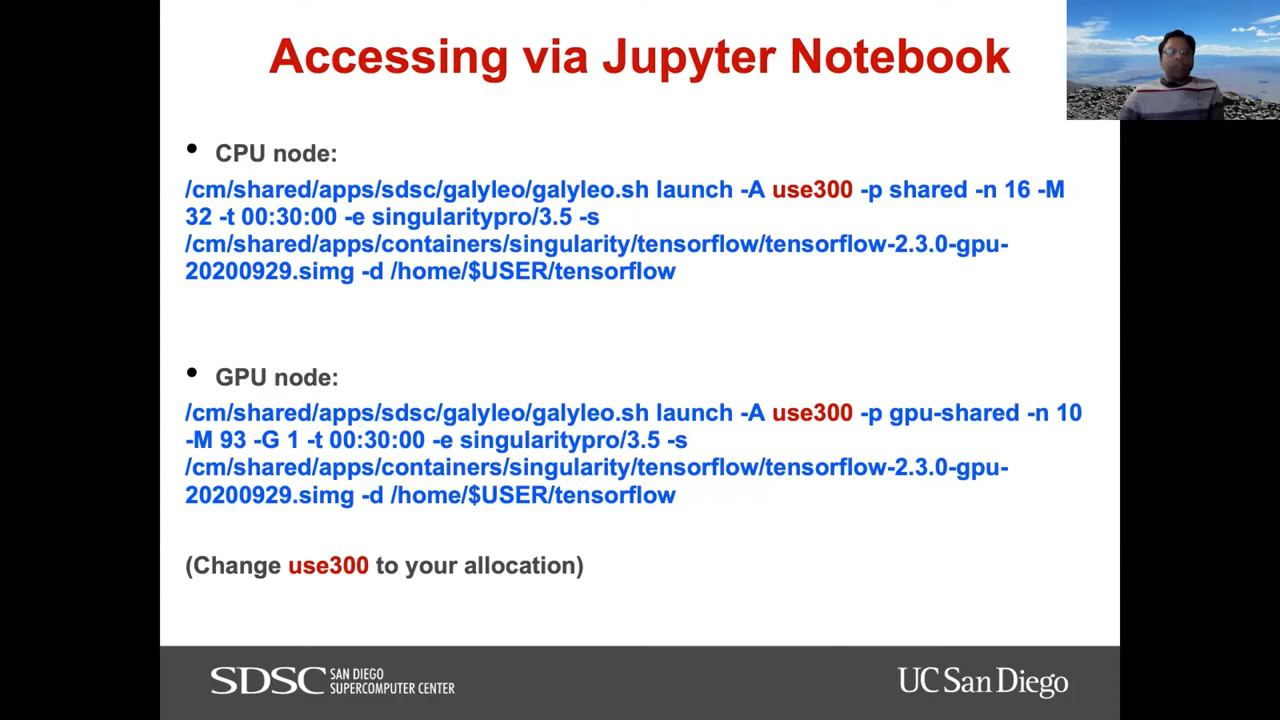 Accessing via Jupyter Notebook
• CPU node:
/cm/shared/apps/sdsc/galyleo/galyleo.sh launch -A use300 -p shared -n 16 -M
32 -t 00:30:00 -e singularitypro/3.5 -s
/cm/shared/apps/containers/singularity/tensorflow/tensorflow-2.3.0-gpu-
20200929.simg -d /home/$USER/tensorflow
• GPU node:
/cm/shared/apps/sdsc/galyleo/galyleo.sh launch -A use300 -p gpu-shared -n 10
-M 93 -G 1 -t 00:30:00 -e singularitypro/3.5 -s
/cm/shared/apps/containers/singularity/tensorflow/tensorflow-2.3.0-gpu-
20200929.simg -d /home/$USER/tensorflow
(Change use300 to your allocation)
SDSC SAN DIEGO
SUPERCOMPUTER CENTER
UC San Diego